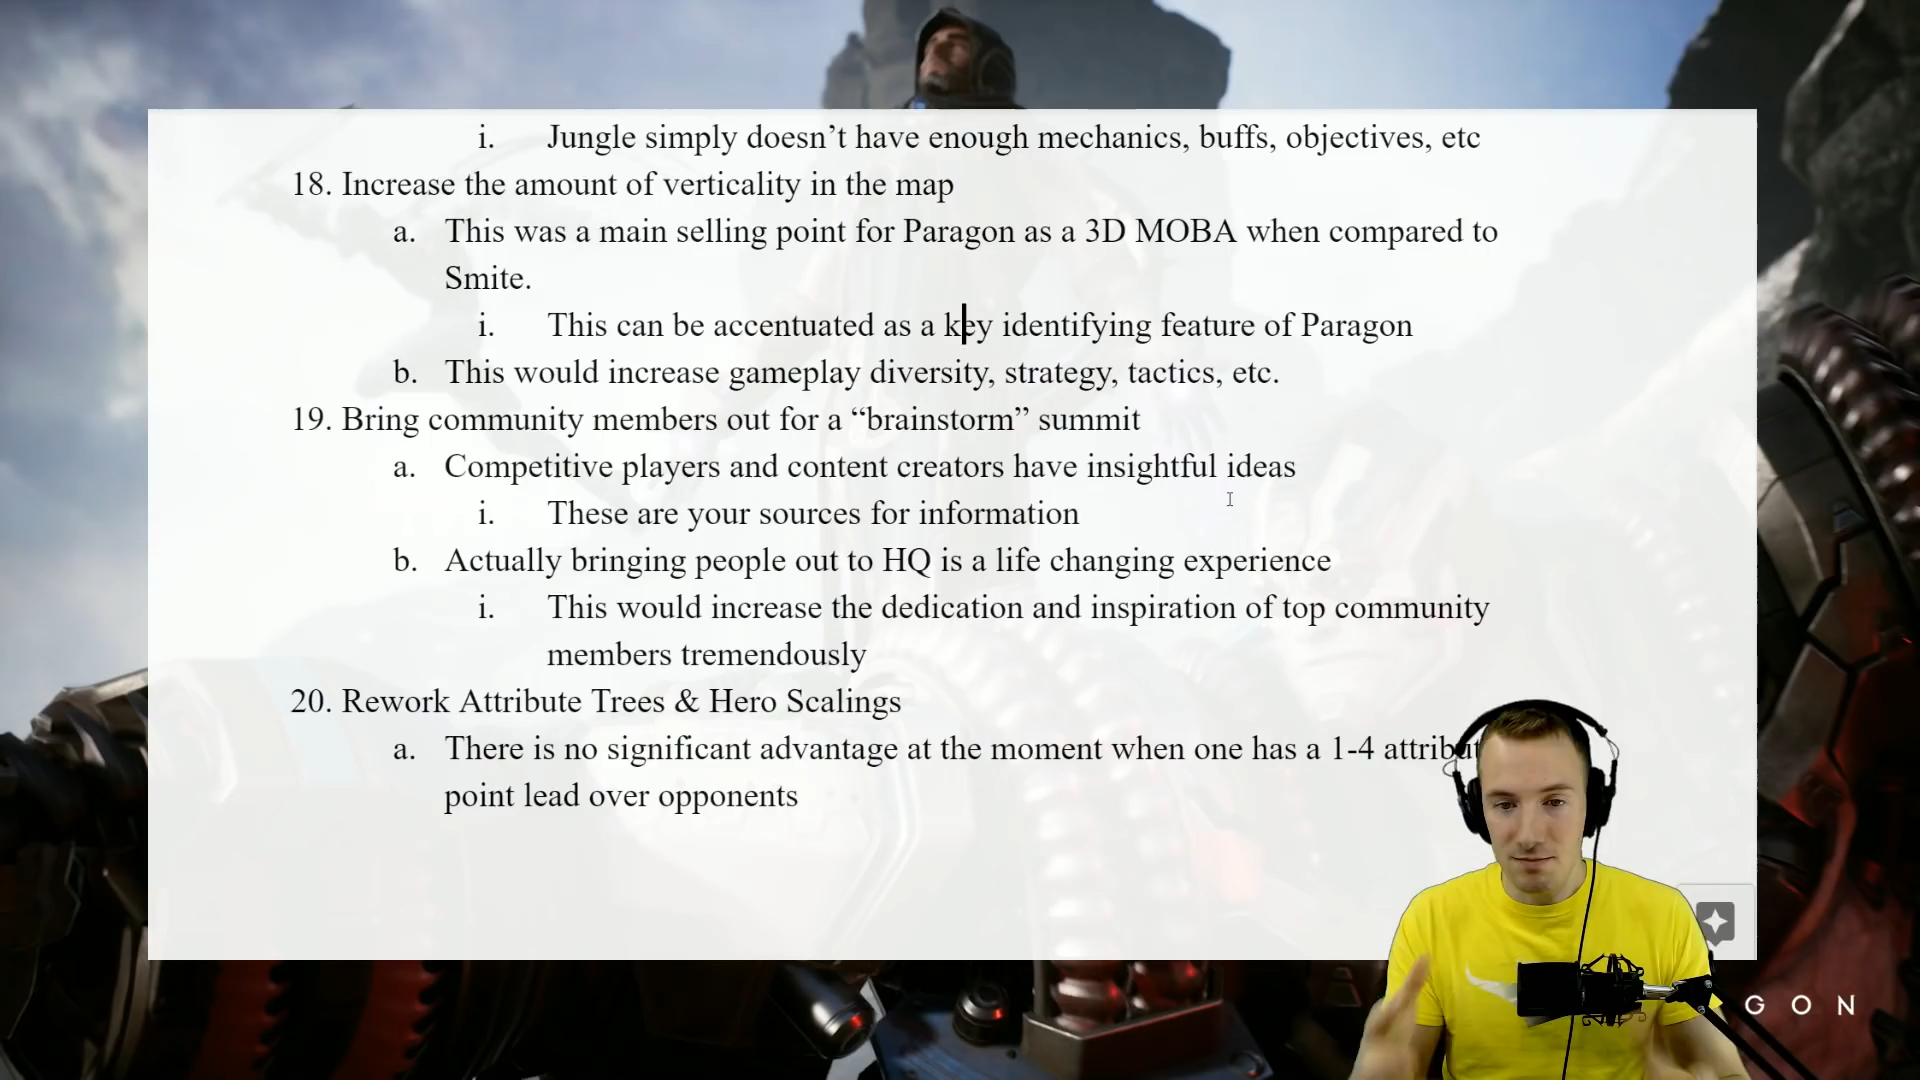 i. Jungle simply doesn’t have enough mechanics, buffs, objectives, etc
18. Increase the amount of verticality in the map
a. This was a main selling point for Paragon as a 3D MOBA when compared to
Smite.
i. This can be accentuated as a key identifying feature of Paragon
b. This would increase gameplay diversity, strategy, tactics, etc.
19. Bring community members out for a “brainstorm” summit
a. Competitive players and content creators have insightful ideas
i. These are your sources for information
b. Actually bringing people out to HQ is a life changing experience
i. This would increase the dedication and inspiration of top community
members tremendously
20. Rework Attribute Trees & Hero Scalings
a. There is no significant advantage at the moment when one has a 1-4
point lead over opponents
GON